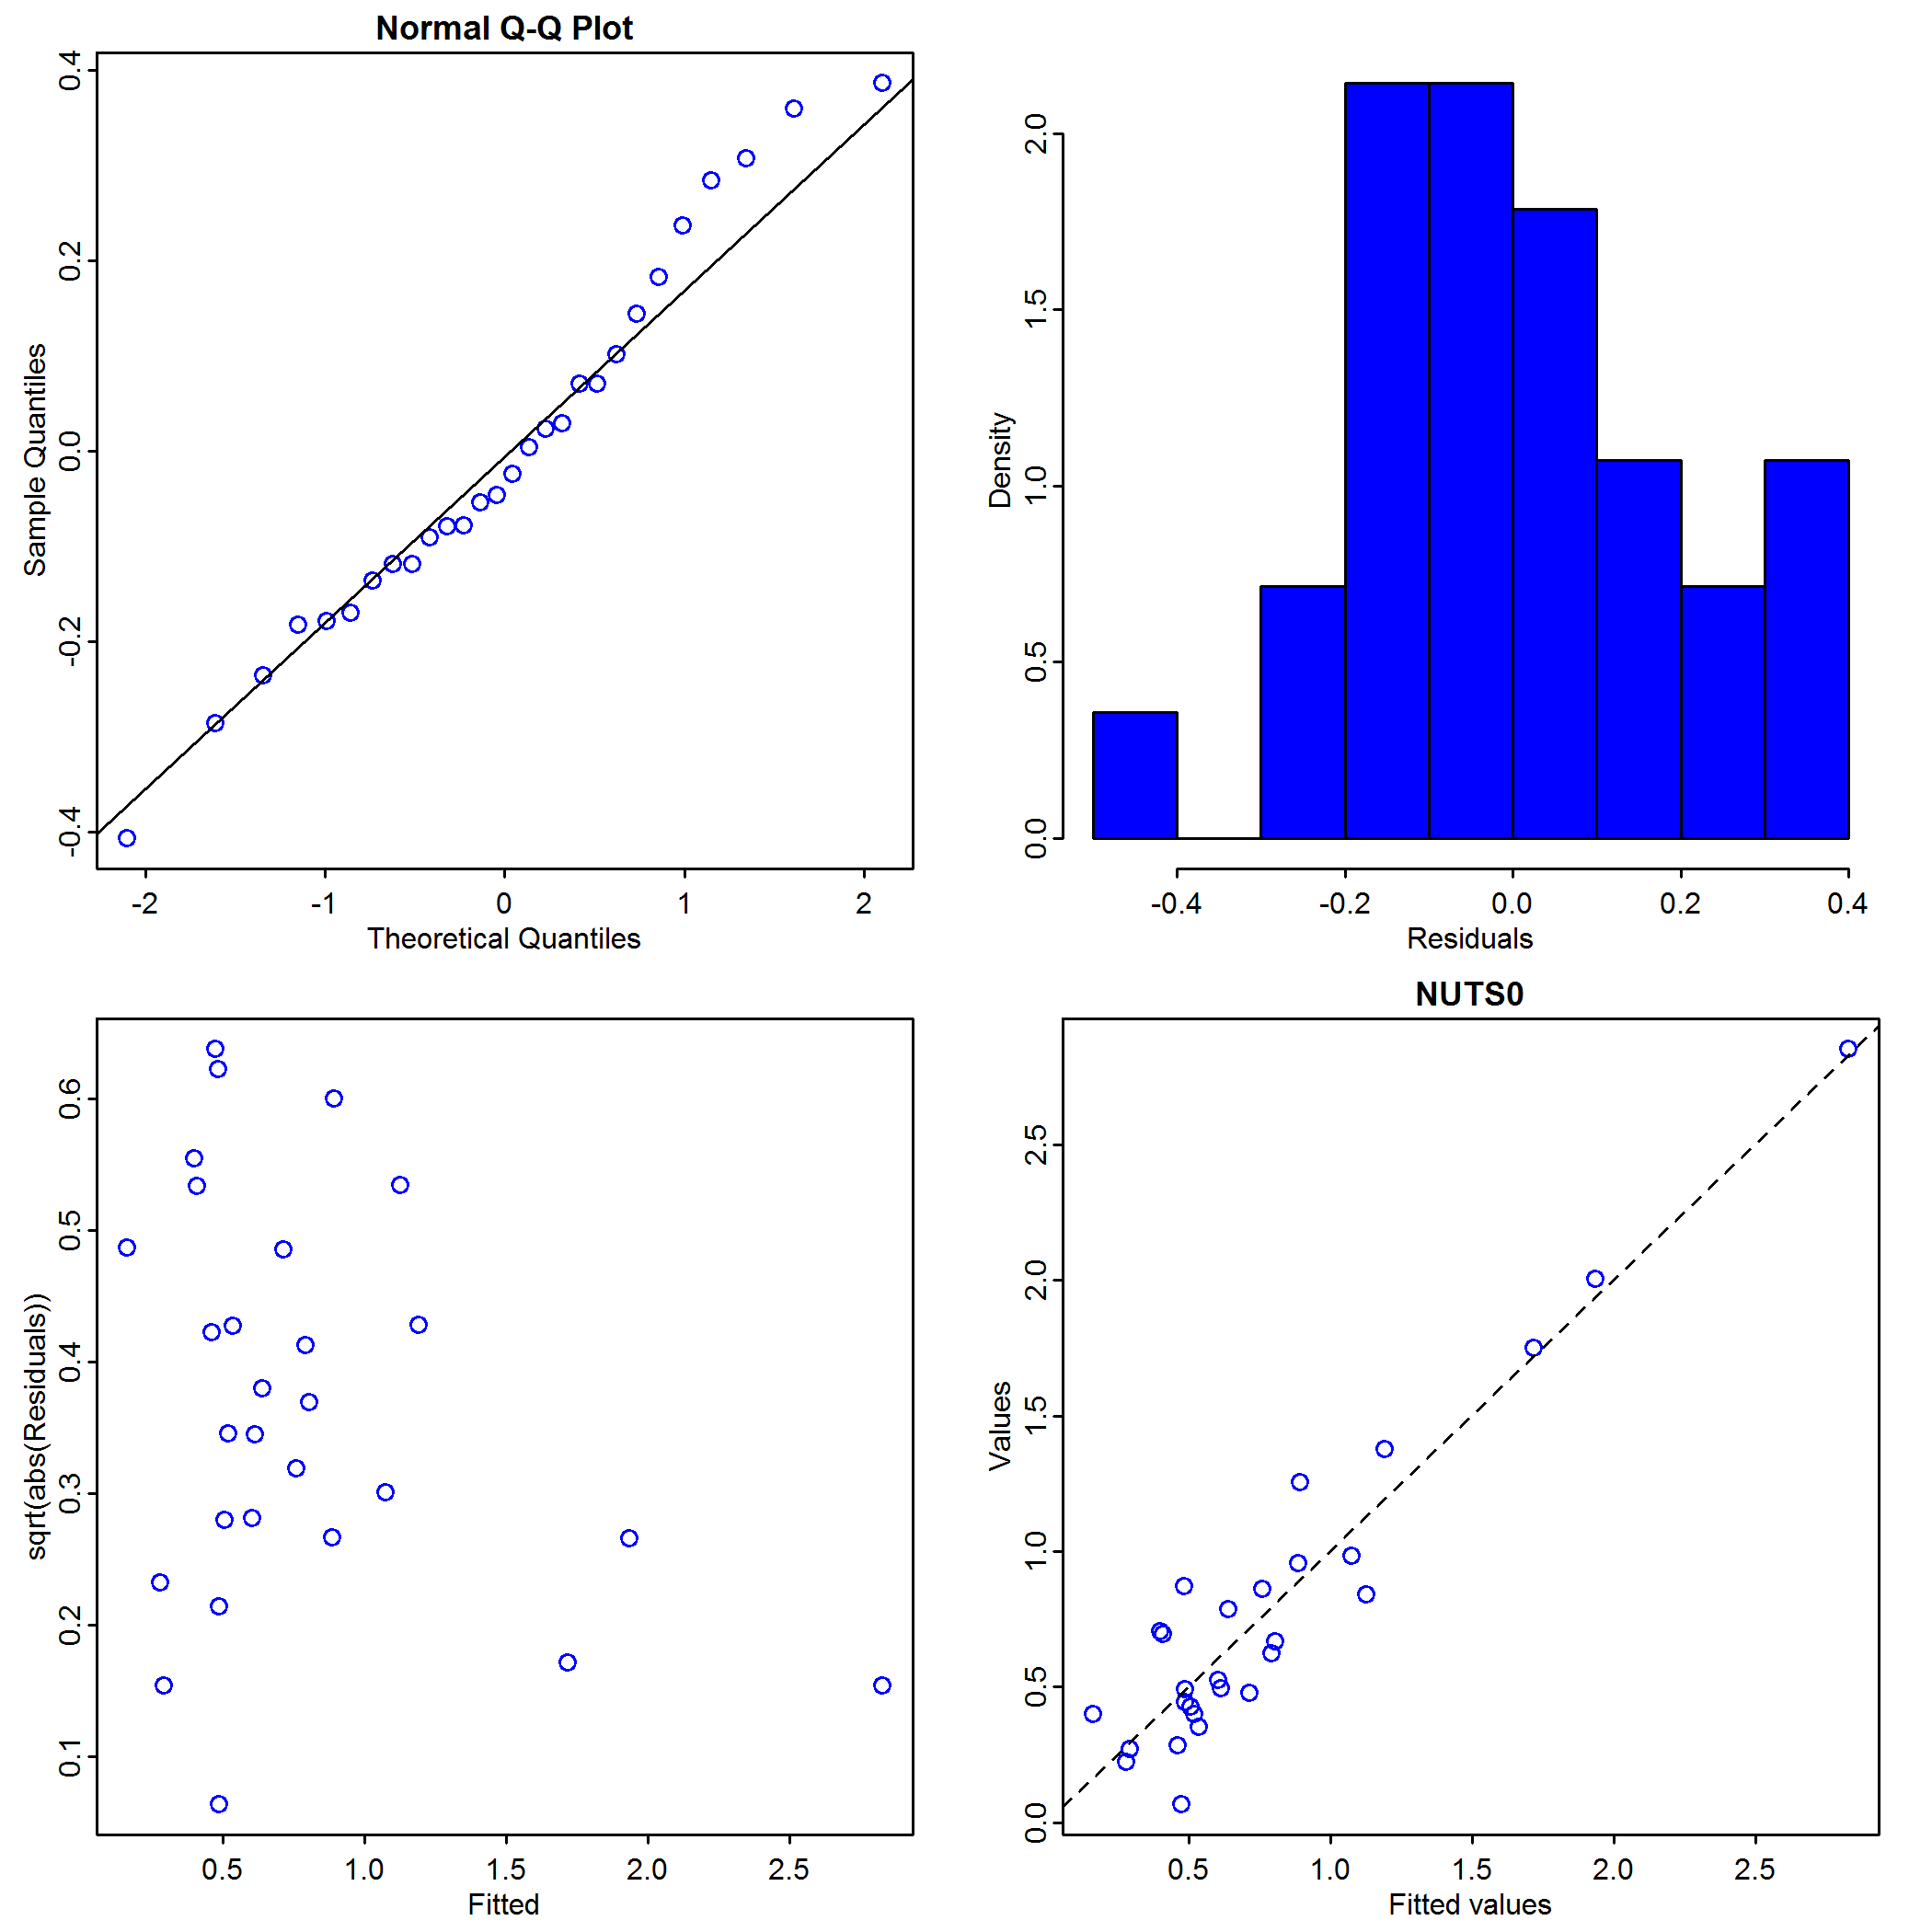 Normal Q-Q Plot
Sample Quantiles
0.4
0.2
0.0
-0.2
-0.4
-2 -1 0 1 2
Theoretical Quantiles
Density
2.0
1.5
1.0
0.5
0.0
-0.4 -0.2 0.0 0.2 0.4
Residuals
sqrt(abs(Residuals))
0.6
0.5
0.4
0.3
0.2
0.1
0.5 1.0 1.5 2.0 2.5
Fitted
NUTS0
Values
2.5
2.0
1.5
1.0
0.5
0.0
0.5 1.0 1.5 2.0 2.5
Fitted values